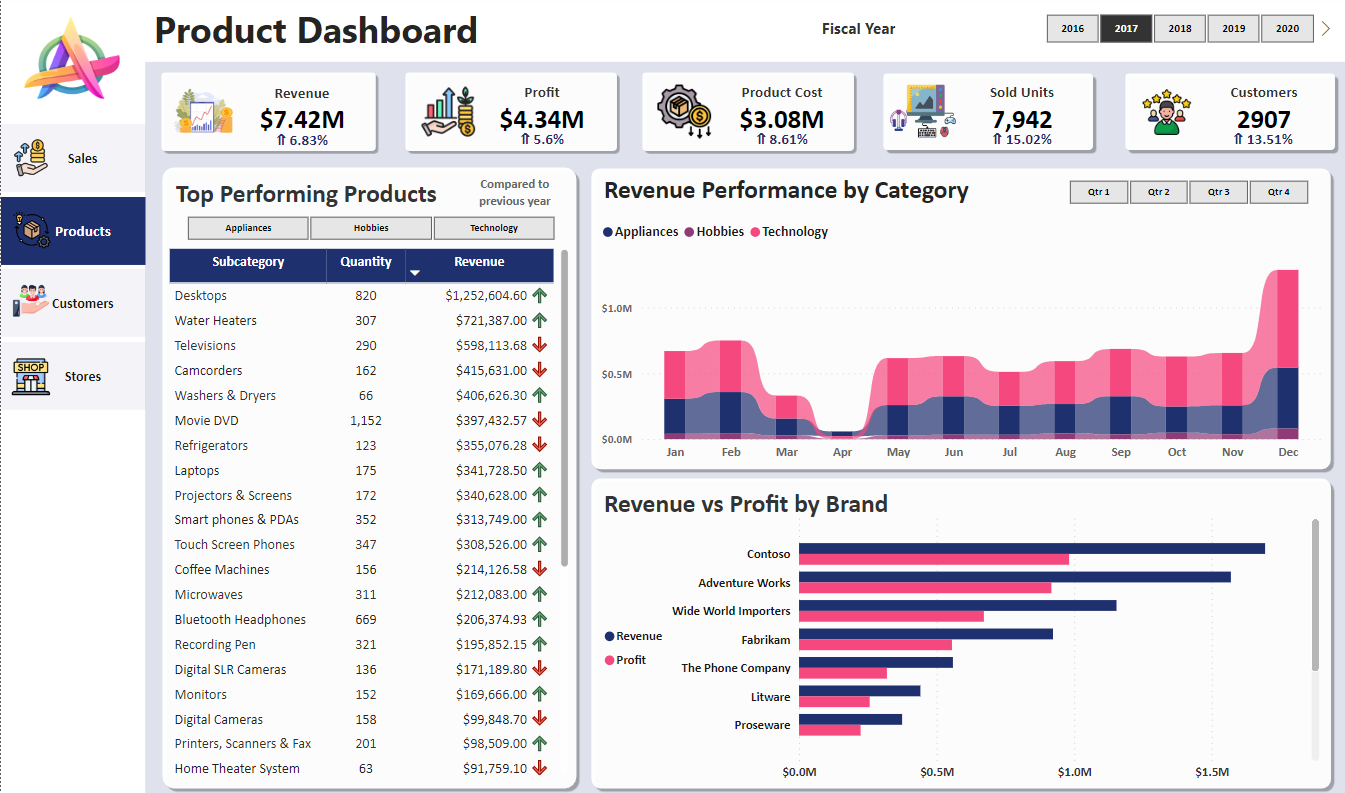 Product Dashboard
Fiscal Year
2016 2017 2018 2019 2020
Sales
Products
Customers
SHOP
Stores
Revenue
$7.42M
⇈ 6.83%
Profit
$4.34M
⇈ 5.6%
Product Cost
$3.08M
⇈ 8.61%
Sold Units
7,942
⇈ 15.02%
Customers
2907
⇈ 13.51%
Top Performing Products
Compared to
previous year
Appliances Hobbies Technology
Subcategory Quantity Revenue
Desktops 820 $1,252,604.60
Water Heaters 307 $721,387.00
Televisions 290 $598,113.68
Camcorders 162 $415,631.00
Washers & Dryers 66 $406,626.30
Movie DVD 1,152 $397,432.57
Refrigerators 123 $355,076.28
Laptops 175 $341,728.50
Projectors & Screens 172 $340,628.00
Smart phones & PDAs 352 $313,749.00
Touch Screen Phones 347 $308,526.00
Coffee Machines 156 $214,126.58
Microwaves 311 $212,083.00
Bluetooth Headphones 669 $206,374.93
Recording Pen 321 $195,852.15
Digital SLR Cameras 136 $171,189.80
Monitors 152 $169,666.00
Digital Cameras 158 $99,848.70
Printers, Scanners & Fax 201 $98,509.00
Home Theater System 63 $91,759.10
Revenue Performance by Category
Qtr 1 Qtr 2 Qtr 3 Qtr 4
Appliances Hobbies Technology
$1.0M
$0.5M
$0.0M
Jan Feb Mar Apr May Jun Jul Aug Sep Oct Nov Dec
Revenue vs Profit by Brand
Revenue
Profit
Contoso
Adventure Works
Wide World Importers
Fabrikam
The Phone Company
Litware
Proseware
$0.0M $0.5M $1.0M $1.5M